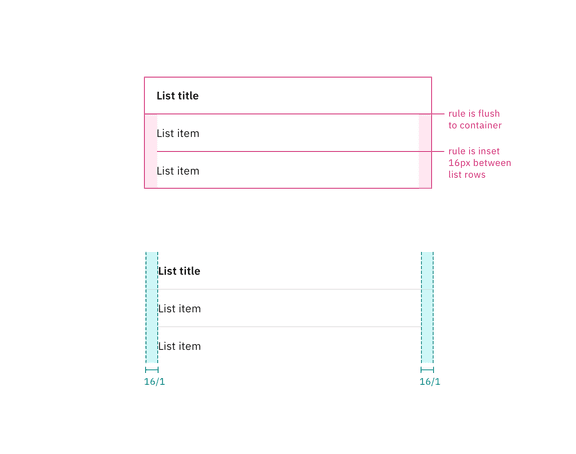 List title
rule is flush
to container
List item
rule is inset
16px between
list rows
List item
List title
List item
List item
16/1
16/1